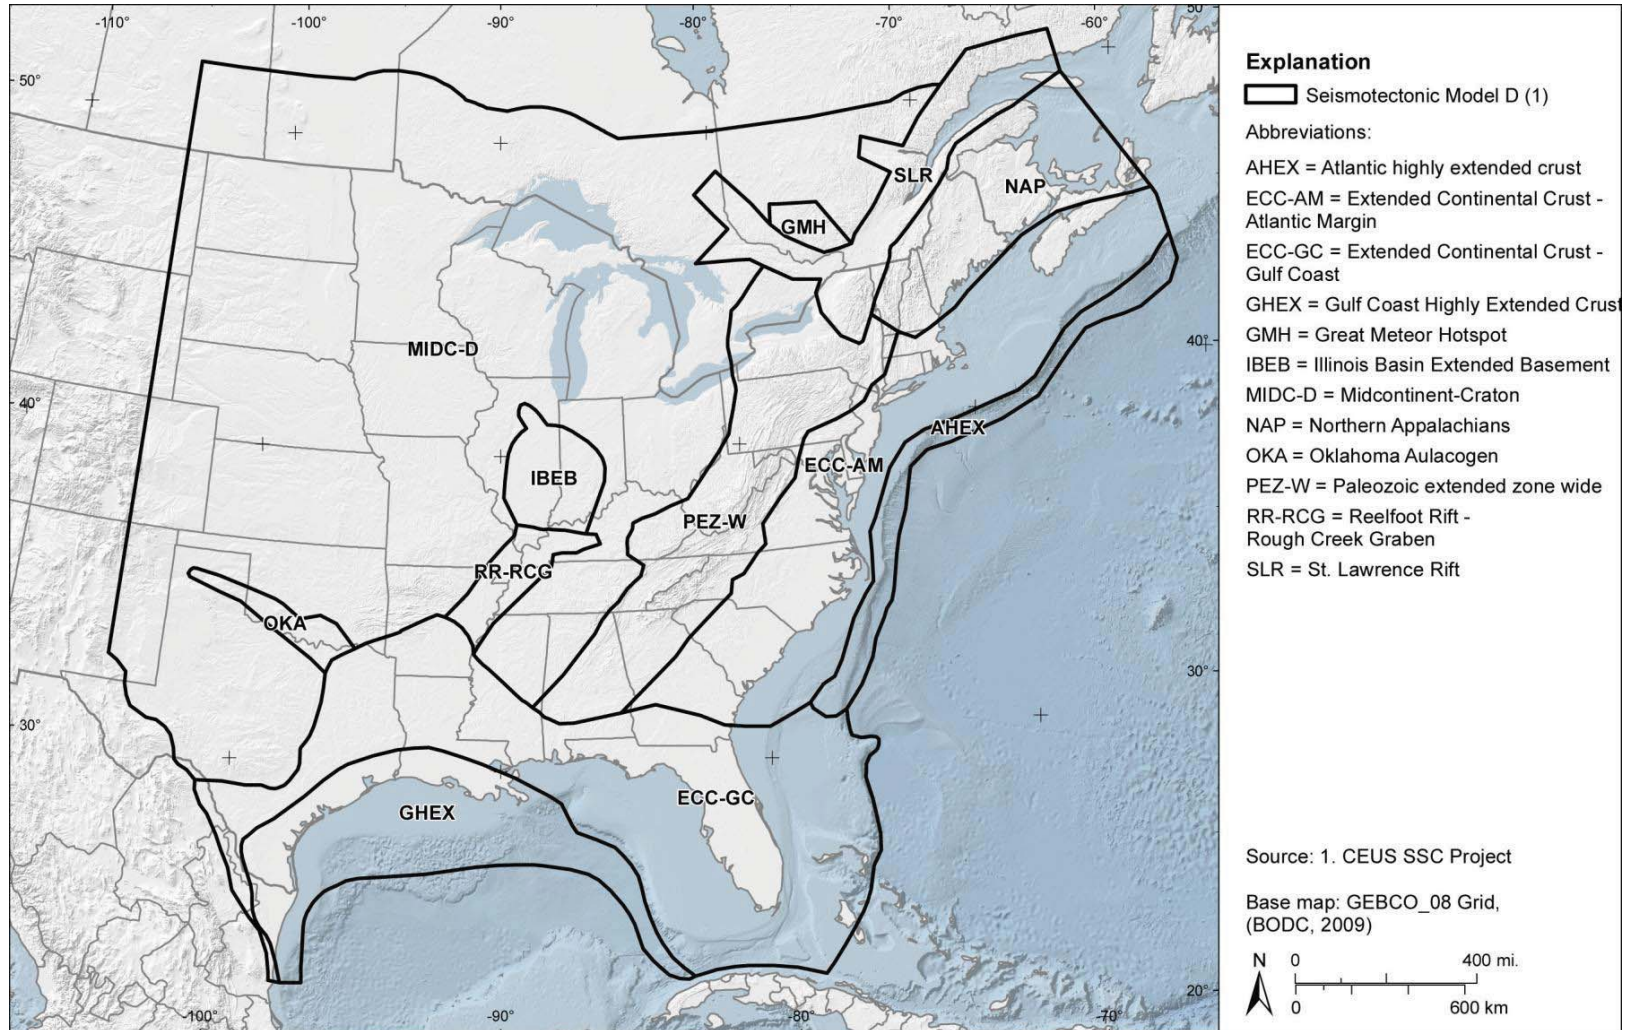 -110°
-100°
-90°
-80°
-70°
-60°
50
50°
SLR
NAP
GMH
40°
MIDC-D
40°
AHEX
ECC-AM
IBEB
PEZ-W
RR-RCG
OKA
30°
30°
ECC-GC
GHEX
20°
-100°
-90°
-80°
-70°
Explanation
Seismotectonic Model D (1)
Abbreviations:
AHEX = Atlantic highly extended crust
ECC-AM = Extended Continental Crust -
Atlantic Margin
ECC-GC = Extended Continental Crust -
Gulf Coast
GHEX = Gulf Coast Highly Extended Crust
GMH = Great Meteor Hotspot
IBEB = Illinois Basin Extended Basement
MIDC-D = Midcontinent-Craton
NAP = Northern Appalachians
OKA = Oklahoma Aulacogen
PEZ-W = Paleozoic extended zone wide
RR-RCG = Reelfoot Rift -
Rough Creek Graben
SLR = St. Lawrence Rift
Source: 1. CEUS SSC Project
Base map: GEBCO_08 Grid,
(BODC, 2009)
N
0 400 mi.
0 600 km